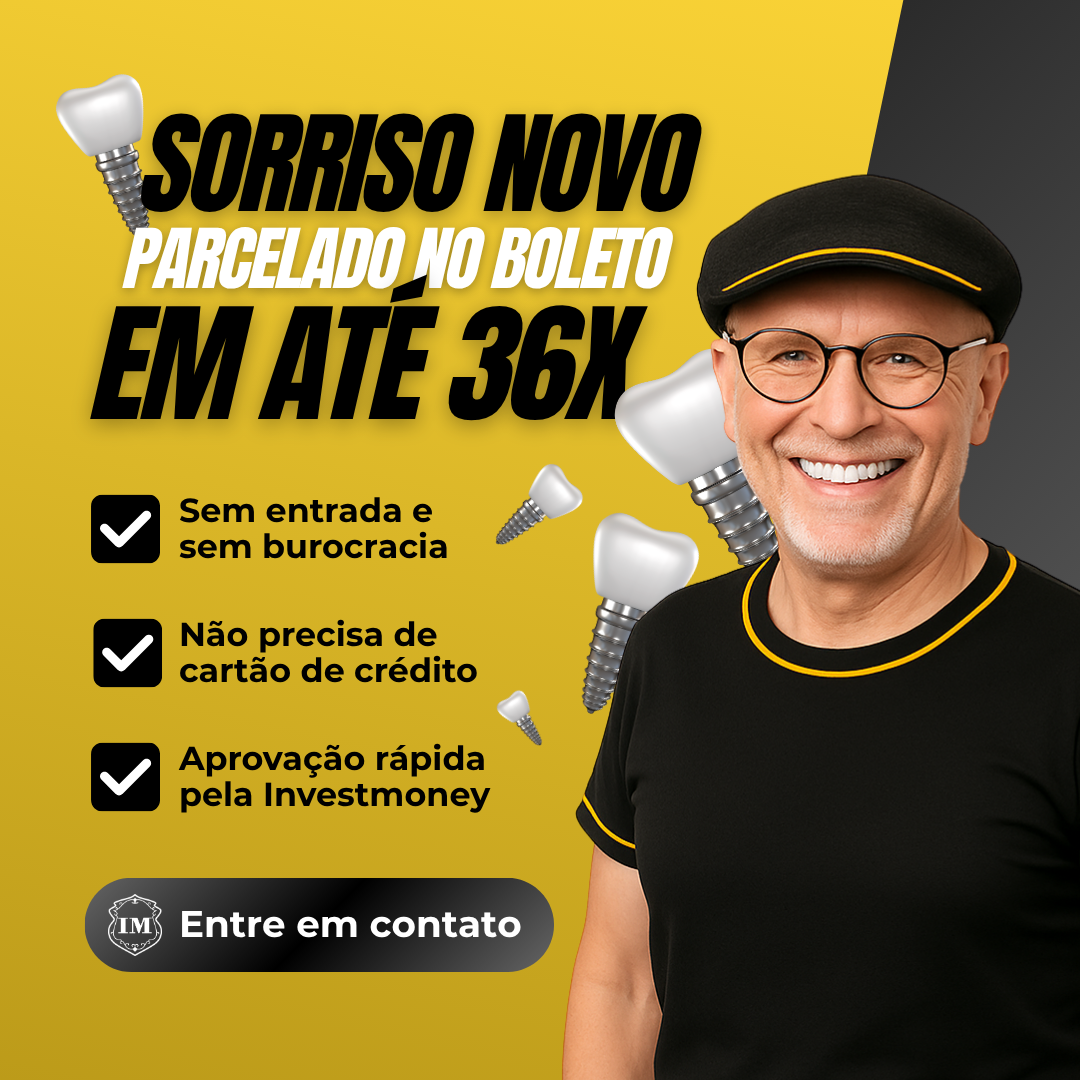 SORRISO NOVO
PARCELADO NO BOLETO
EM ATÉ 36X
Sem entrada e
sem burocracia
Não precisa de
cartão de crédito
Aprovação rápida
pela Investmoney
IM
Entre em contato